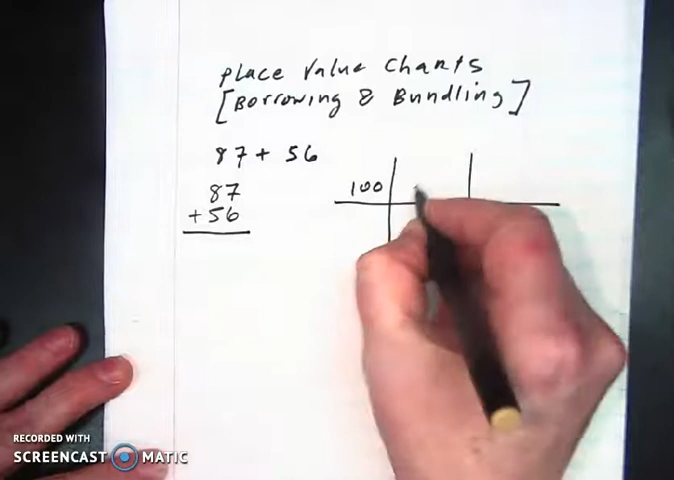 Place Value Charts
[Borrowing & Bundling]
87 + 56
87
+56
100
RECORDED WITH
SCREENCAST MATIC